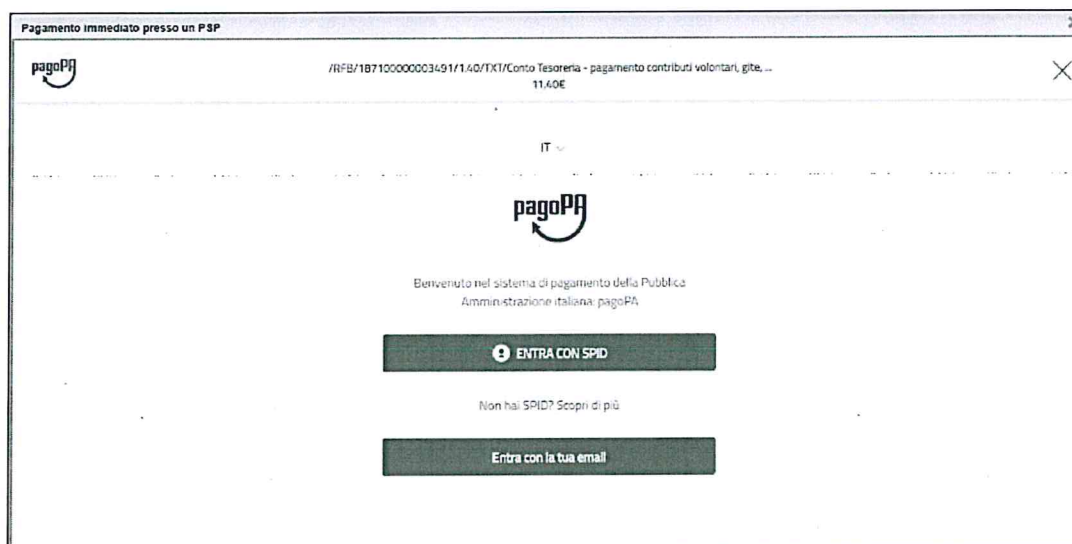 Pagamento immediato presso un PSP
pagoPA
/RFB/187100000003491/1.40/TXT/Conto Tesoreria - pagamento contributi volontari, gite, ...
11,40€
IT
pagoPA
Benvenuto nel sistema di pagamento della Pubblica
Amministrazione italiana: pagoPA
ENTRA CON SPID
Non hai SPID? Scopri di più
Entra con la tua email